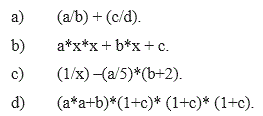 a) (a/b) + (c/d).
b) a*x*x + b*x + c.
c) (1/x) –(a/5)*(b+2).
d) (a*a+b)*(1+c)* (1+c)* (1+c).